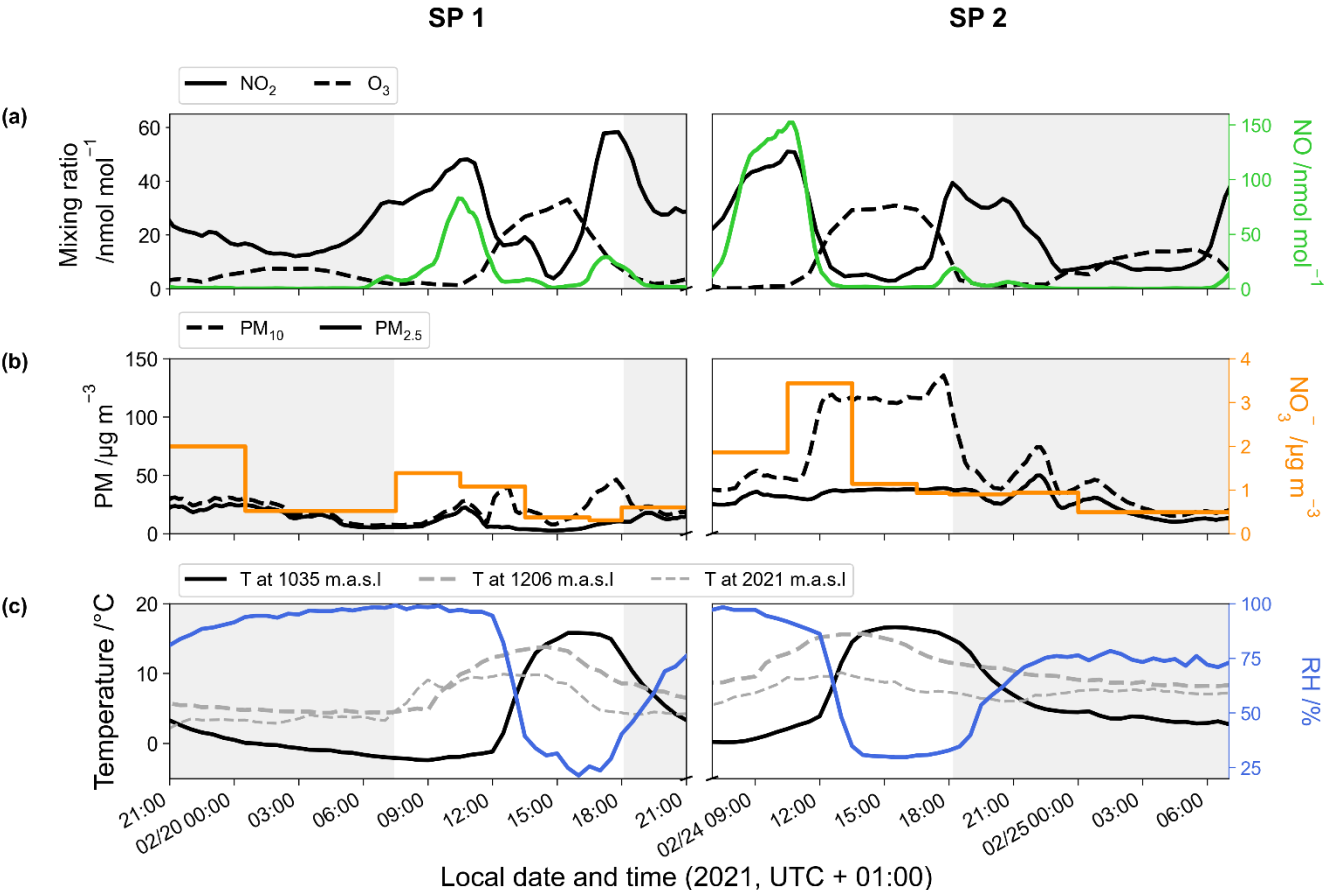 SP 1
SP 2
NO₂ O₃
(a)
Mixing ratio
/nmol mol⁻¹
60
40
20
0
150
100
50
0
NO /nmol mol⁻¹
PM₁₀ PM₂.₅
(b)
PM /µg m⁻³
150
100
50
0
4
3
2
1
0
NO₃⁻ /µg m⁻³
T at 1035 m.a.s.l T at 1206 m.a.s.l T at 2021 m.a.s.l
(c)
Temperature /°C
20
10
0
100
75
50
25
RH /%
21:00 02/20 00:00 03:00 06:00 09:00 12:00 15:00 18:00 21:00 02/24 09:00 12:00 15:00 18:00 21:00 02/25 00:00 03:00 06:00
Local date and time (2021, UTC + 01:00)